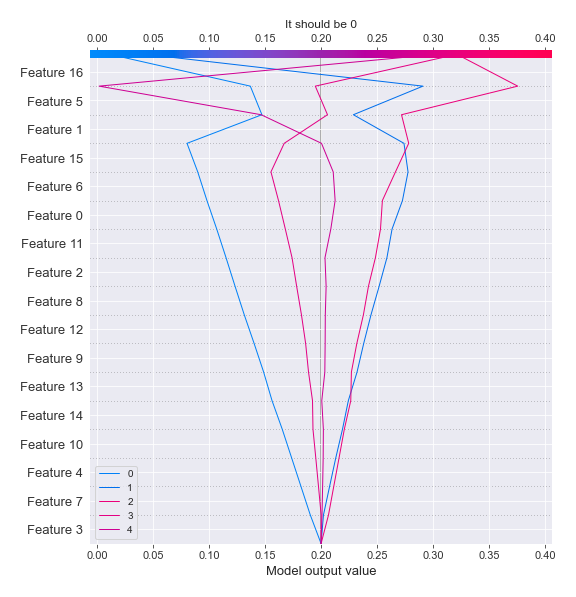 It should be 0
0.00 0.05 0.10 0.15 0.20 0.25 0.30 0.35 0.40
Feature 16
Feature 5
Feature 1
Feature 15
Feature 6
Feature 0
Feature 11
Feature 2
Feature 8
Feature 12
Feature 9
Feature 13
Feature 14
Feature 10
Feature 4
Feature 7
Feature 3
0
1
2
3
4
0.00 0.05 0.10 0.15 0.20 0.25 0.30 0.35 0.40
Model output value